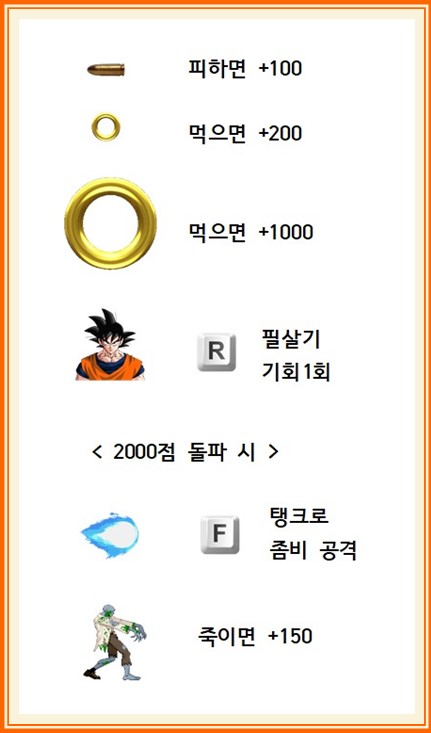 피하면 +100
먹으면 +200
먹으면 +1000
R
필살기
기회1회
< 2000점 돌파 시 >
F
탱크로
좀비 공격
죽이면 +150